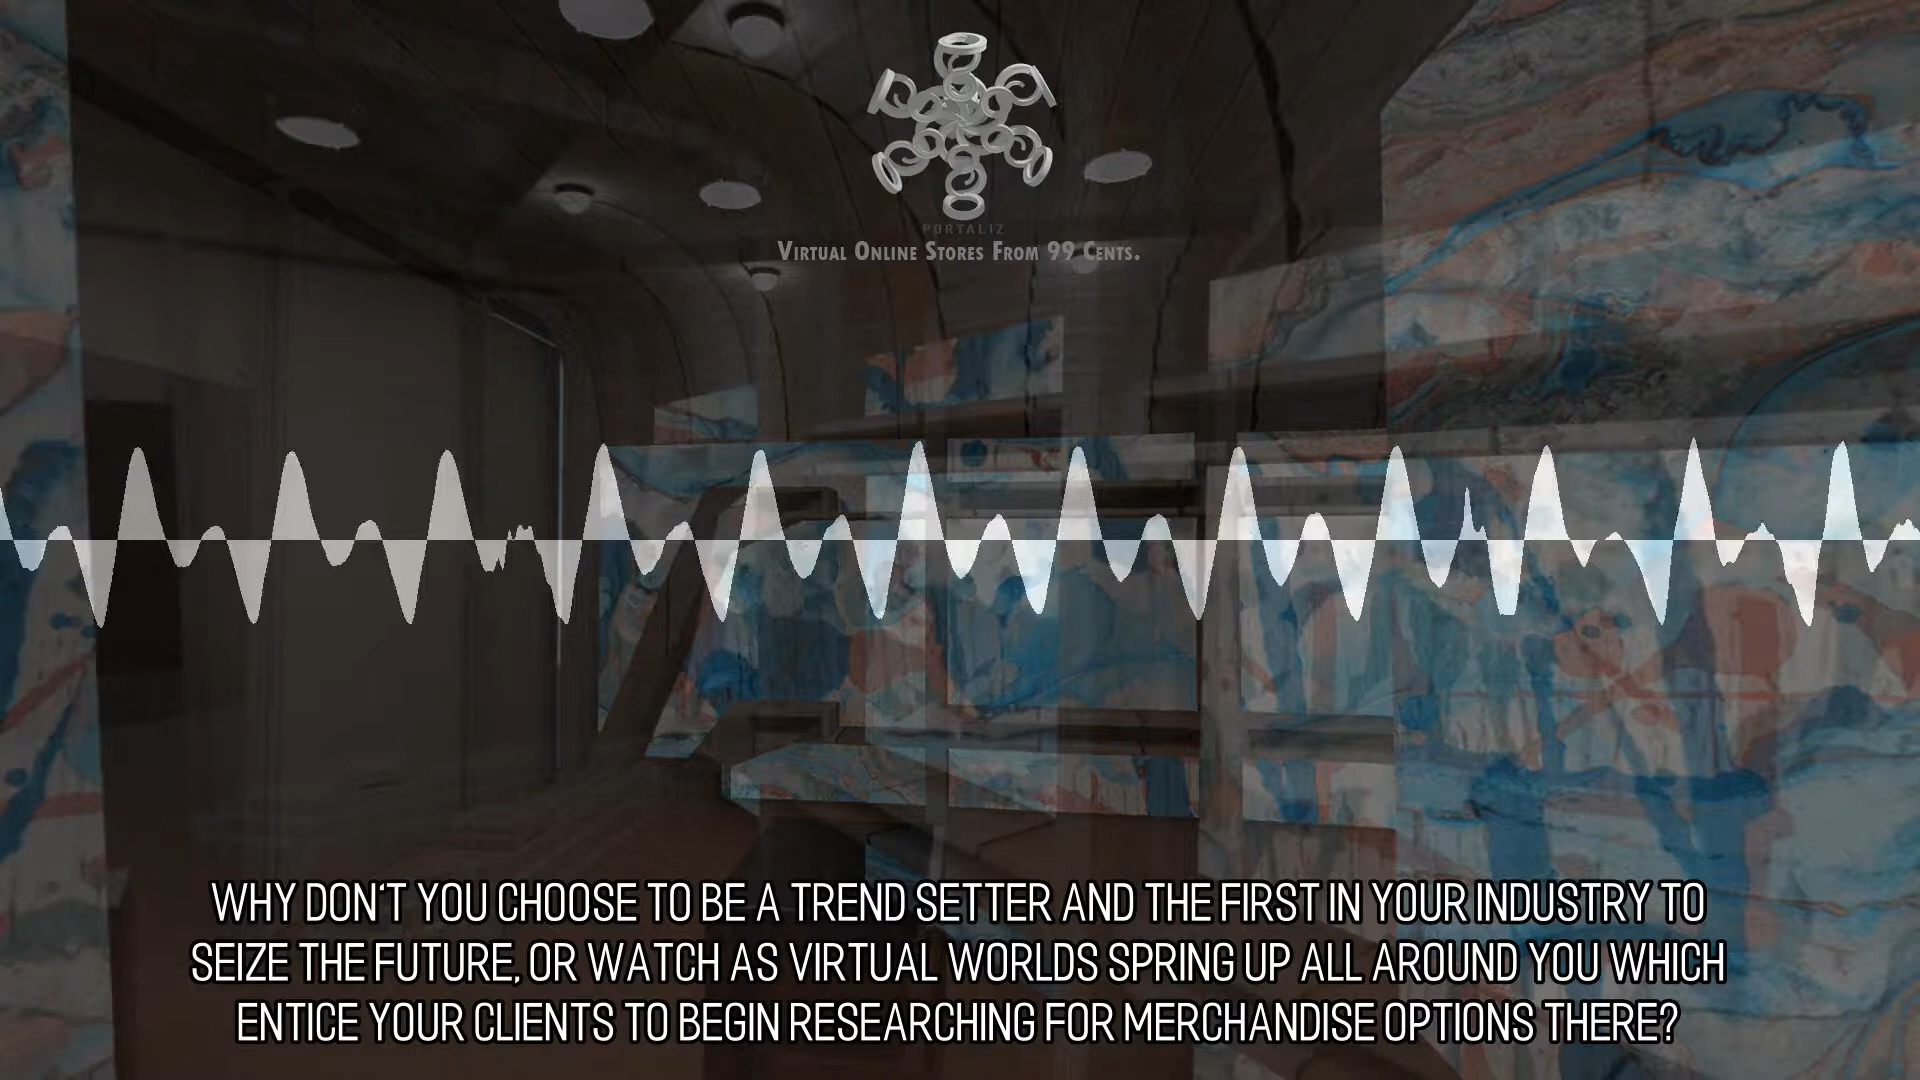 PORTALIZ
Virtual Online Stores From 99 Cents.
WHY DON'T YOU CHOOSE TO BE A TREND SETTER AND THE FIRST IN YOUR INDUSTRY TO
SEIZE THE FUTURE, OR WATCH AS VIRTUAL WORLDS SPRING UP ALL AROUND YOU WHICH
ENTICE YOUR CLIENTS TO BEGIN RESEARCHING FOR MERCHANDISE OPTIONS THERE?